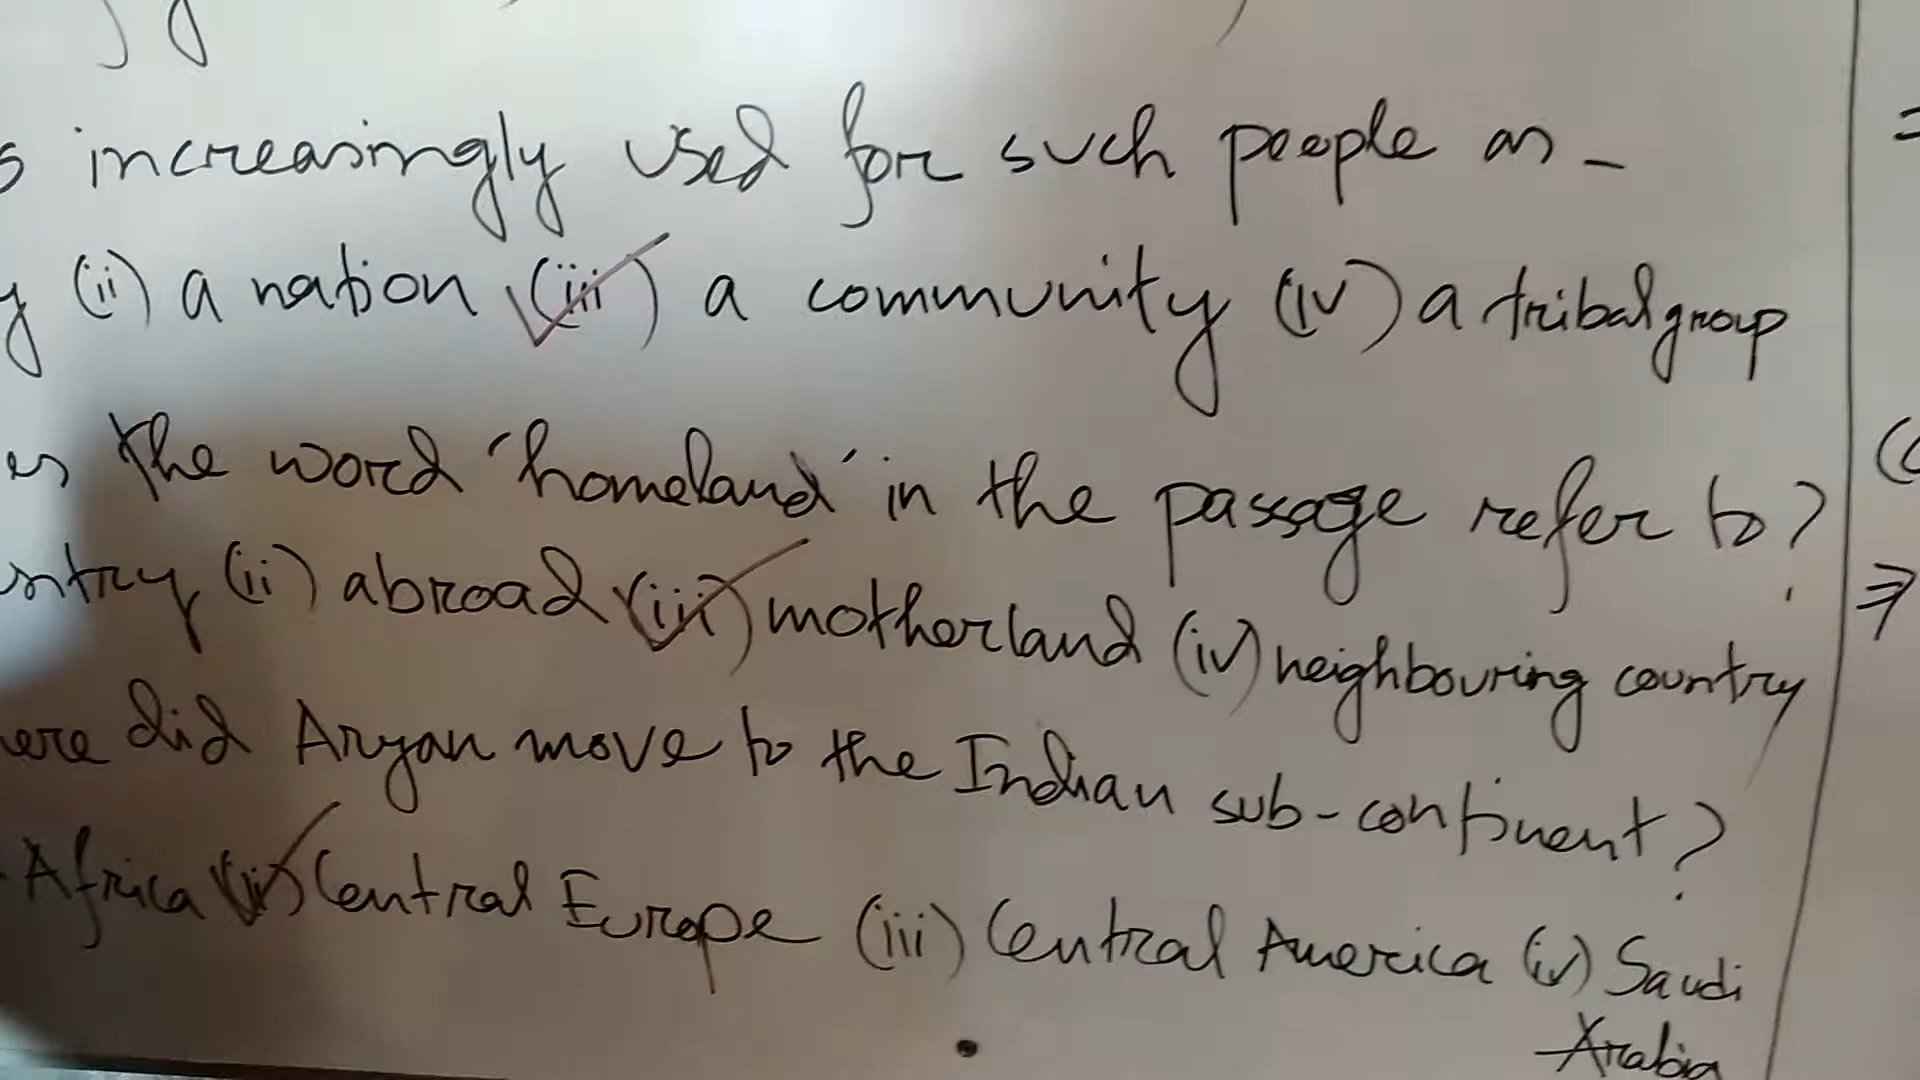 increasingly used for such people as -
(ii) a nation (iii) a community (iv) a tribal group
the word 'homeland' in the passage refer to?
(ii) abroad (iii) motherland (iv) neighbouring country
did Aryan move to the Indian sub-continent?
Africa (ii) Central Europe (iii) Central America (iv) Saudi
Arabia